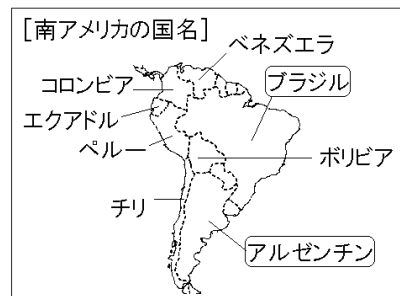 [南アメリカの国名]
ベネズエラ
コロンビア
ブラジル
エクアドル
ペルー
ボリビア
チリ
アルゼンチン